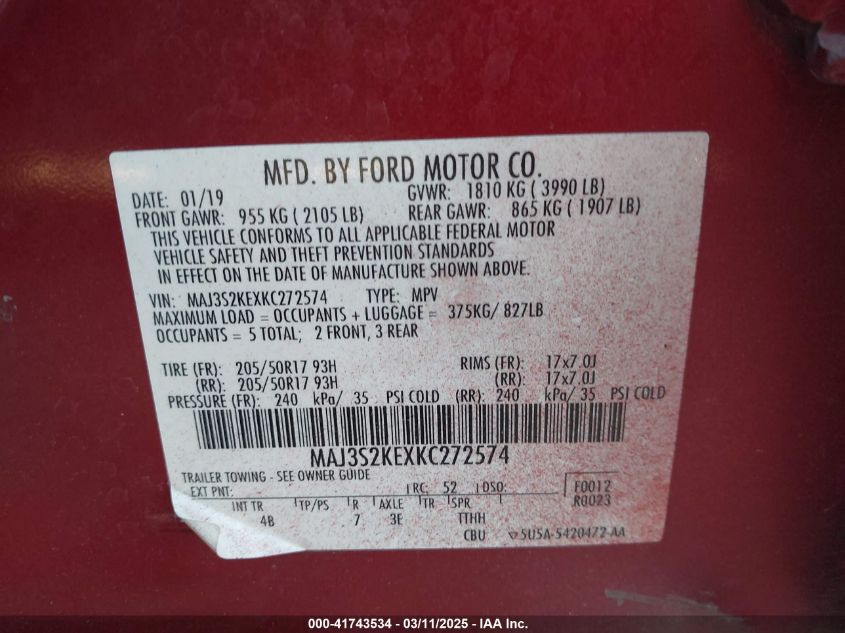 MFD. BY FORD MOTOR CO.
DATE: 01/19 GVWR: 1810 KG ( 3990 LB)
FRONT GAWR: 955 KG ( 2105 LB) REAR GAWR: 865 KG ( 1907 LB)
THIS VEHICLE CONFORMS TO ALL APPLICABLE FEDERAL MOTOR
VEHICLE SAFETY AND THEFT PREVENTION STANDARDS
IN EFFECT ON THE DATE OF MANUFACTURE SHOWN ABOVE.
VIN: MAJ3S2KEXKC272574 TYPE: MPV
MAXIMUM LOAD = OCCUPANTS + LUGGAGE = 375KG/ 827LB
OCCUPANTS = 5 TOTAL; 2 FRONT, 3 REAR
TIRE (FR): 205/50R17 93H RIMS (FR): 17x7.0J
(RR): 205/50R17 93H (RR): 17x7.0J
PRESSURE (FR): 240 kPa/ 35 PSI COLD (RR): 240 kPa/ 35 PSI COLD
MAJ3S2KEXKC272574
TRAILER TOWING - SEE OWNER GUIDE
EXT PNT: RC: 52 DSO: F0012
R0023
INT TR TP/PS R AXLE TR SPR
4B 7 3E TTHH
CBU 5U5A-5420472-AA
000-41743534 - 03/11/2025 - IAA Inc.